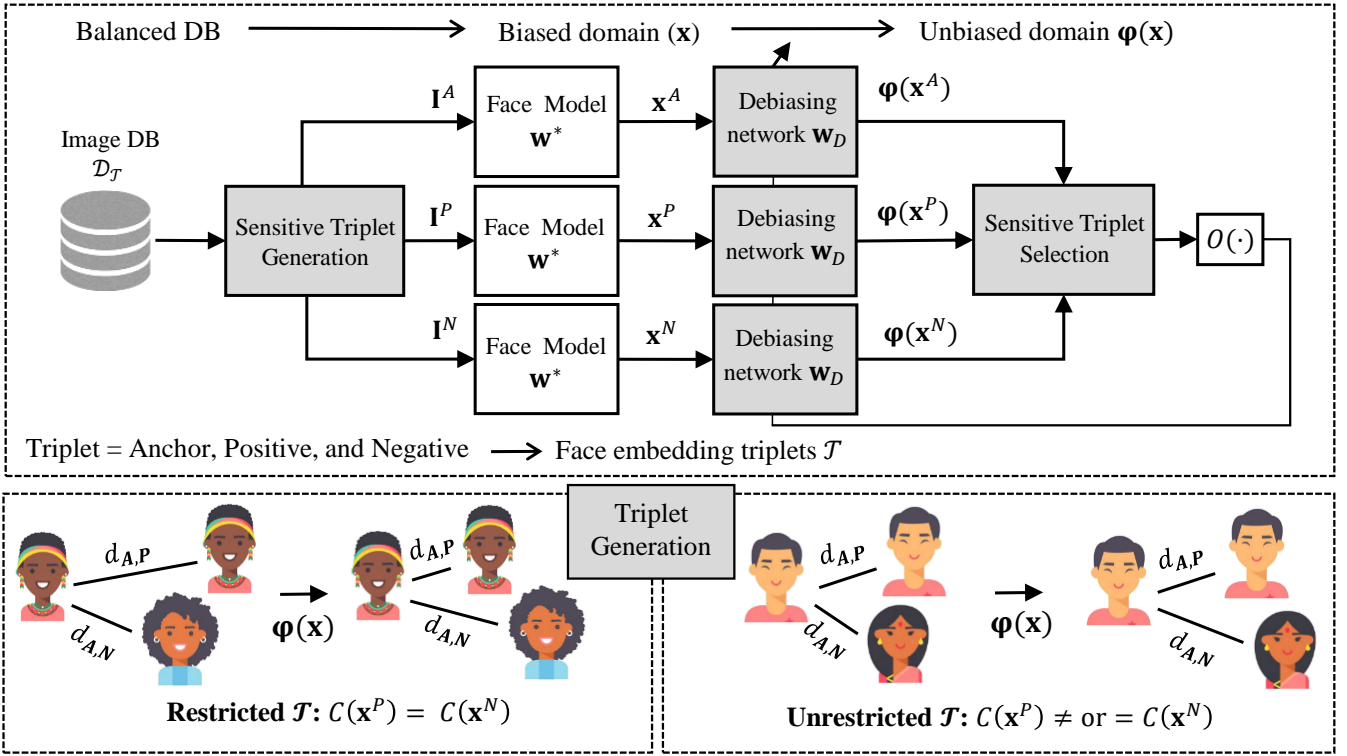 Balanced DB
Biased domain (𝐱)
Unbiased domain 𝛗(𝐱)
Image DB
𝒟_𝒯
Sensitive Triplet
Generation
𝐈^A
Face Model
𝐰*
𝐱^A
Debiasing
network 𝐰_D
𝛗(𝐱^A)
𝐈^P
Face Model
𝐰*
𝐱^P
Debiasing
network 𝐰_D
𝛗(𝐱^P)
𝐈^N
Face Model
𝐰*
𝐱^N
Debiasing
network 𝐰_D
𝛗(𝐱^N)
Sensitive Triplet
Selection
O(·)
Triplet = Anchor, Positive, and Negative
Face embedding triplets 𝒯
Triplet
Generation
d_A,P
d_A,N
𝛗(𝐱)
d_A,P
d_A,N
Restricted 𝓣: C(𝐱^P) = C(𝐱^N)
d_A,P
d_A,N
𝛗(𝐱)
d_A,P
d_A,N
Unrestricted 𝓣: C(𝐱^P) ≠ or = C(𝐱^N)